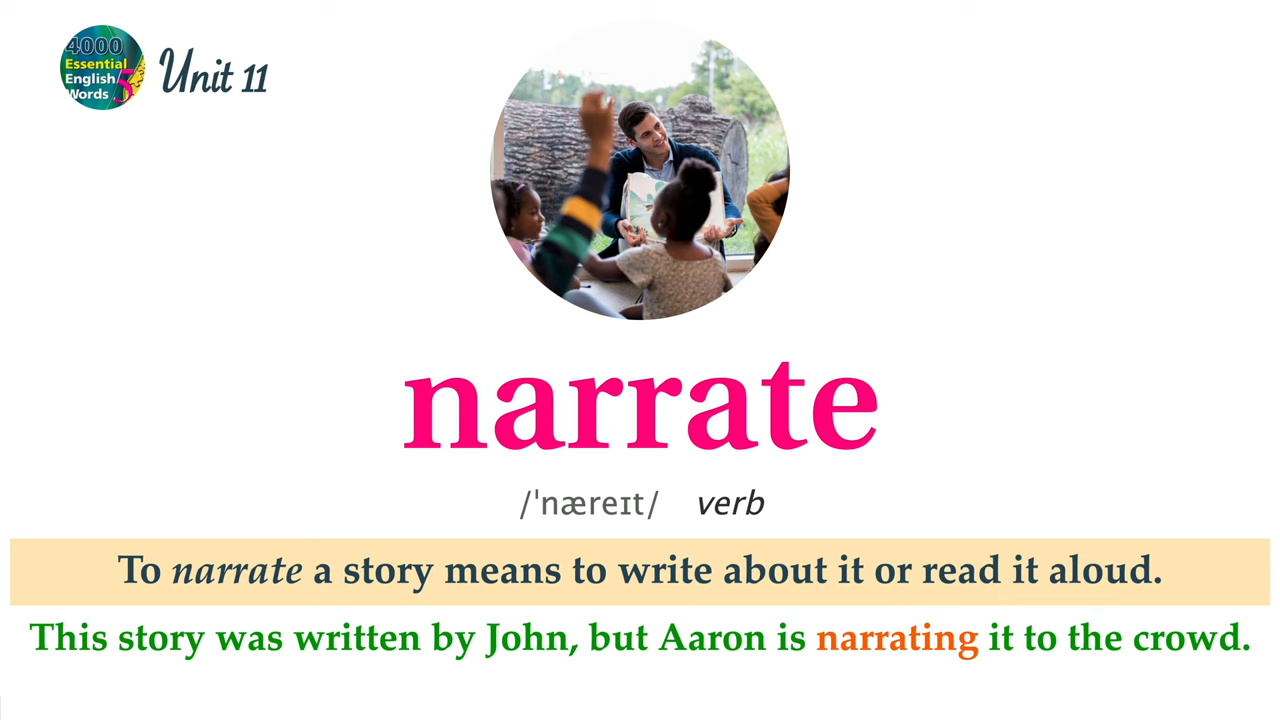 4000
Essential
English
Words 5
Unit 11
narrate
/ˈnæreɪt/ verb
To narrate a story means to write about it or read it aloud.
This story was written by John, but Aaron is narrating it to the crowd.